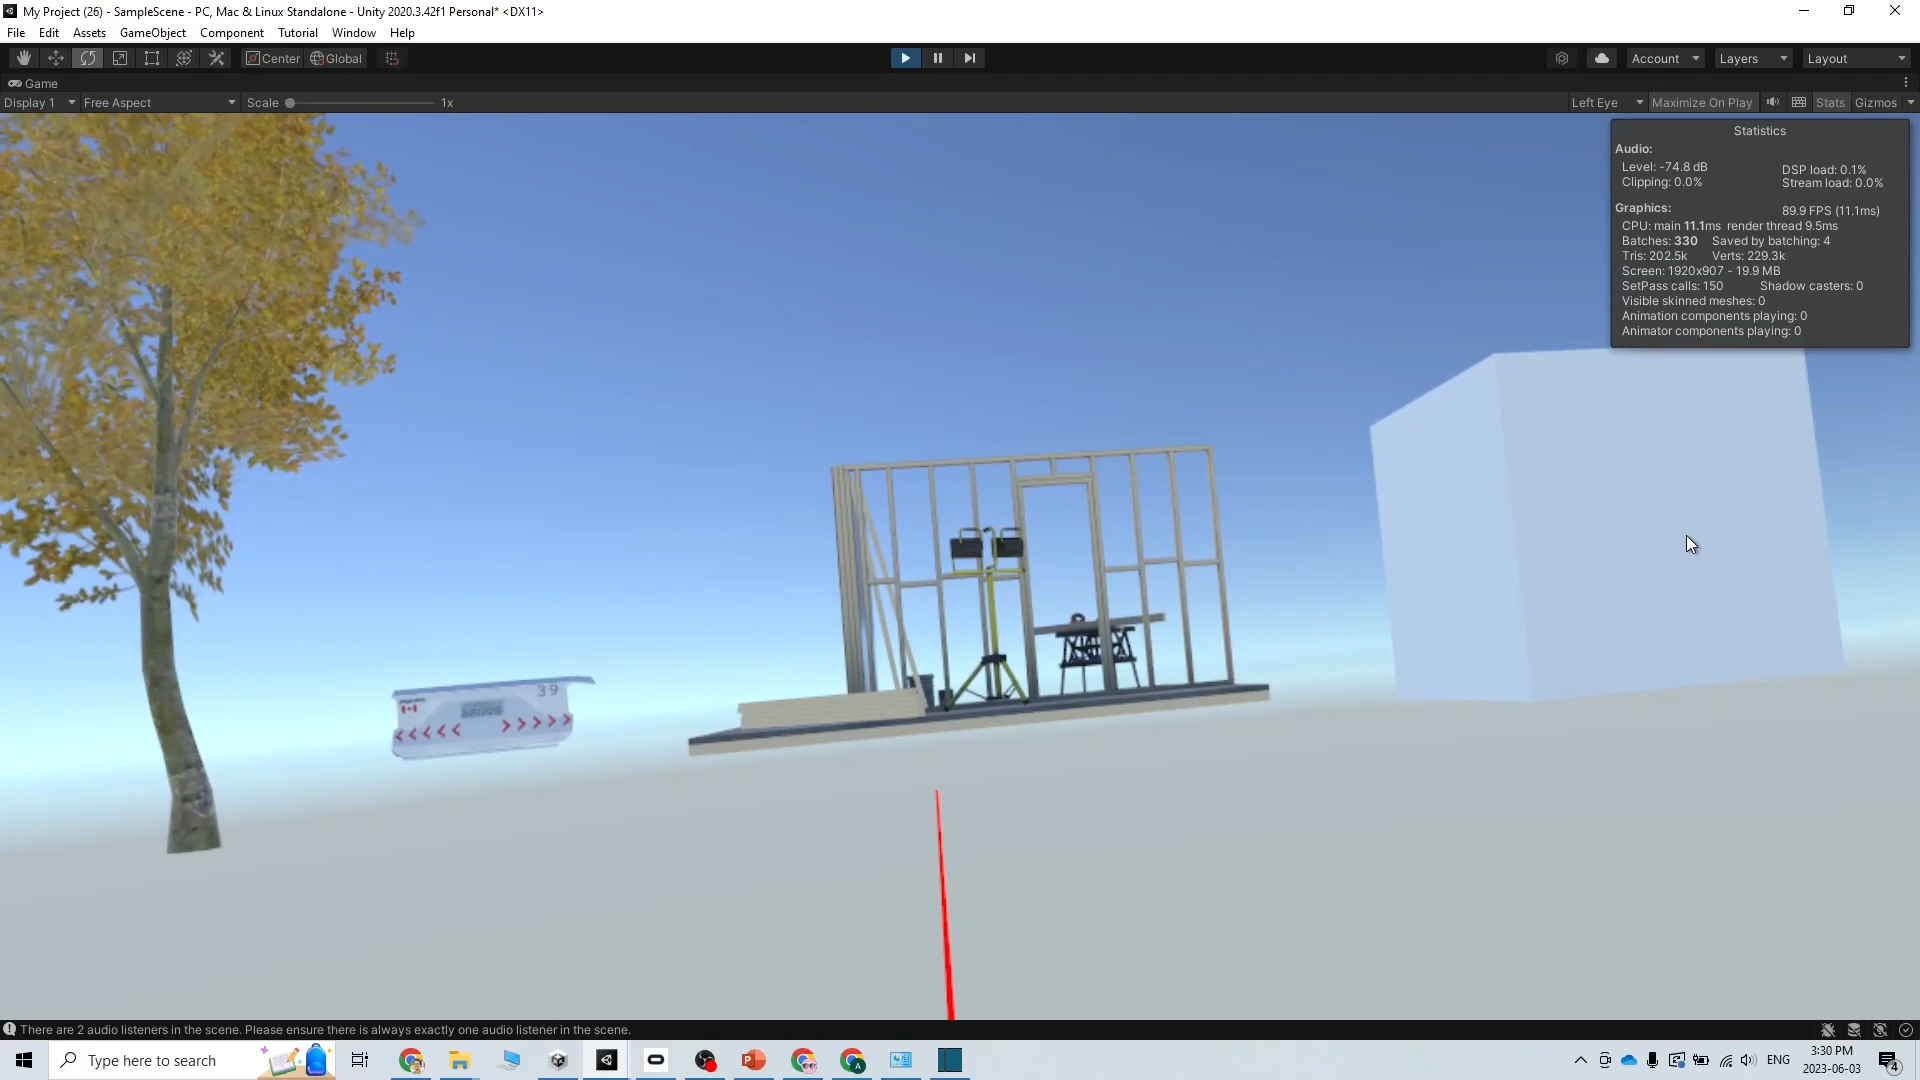 My Project (26) - SampleScene - PC, Mac & Linux Standalone - Unity 2020.3.42f1 Personal* <DX11>
File Edit Assets GameObject Component Tutorial Window Help
Center Global Account Layers Layout
Game
Display 1 Free Aspect Scale 1x Left Eye Maximize On Play Stats Gizmos
Statistics
Audio:
Level: -74.8 dB DSP load: 0.1%
Clipping: 0.0% Stream load: 0.0%
Graphics: 89.9 FPS (11.1ms)
CPU: main 11.1ms render thread 9.5ms
Batches: 330 Saved by batching: 4
Tris: 202.5k Verts: 229.3k
Screen: 1920x907 - 19.9 MB
SetPass calls: 150 Shadow casters: 0
Visible skinned meshes: 0
Animation components playing: 0
Animator components playing: 0
39
ARGUS
There are 2 audio listeners in the scene. Please ensure there is always exactly one audio listener in the scene.
Type here to search
ENG
3:30 PM
2023-06-03
4